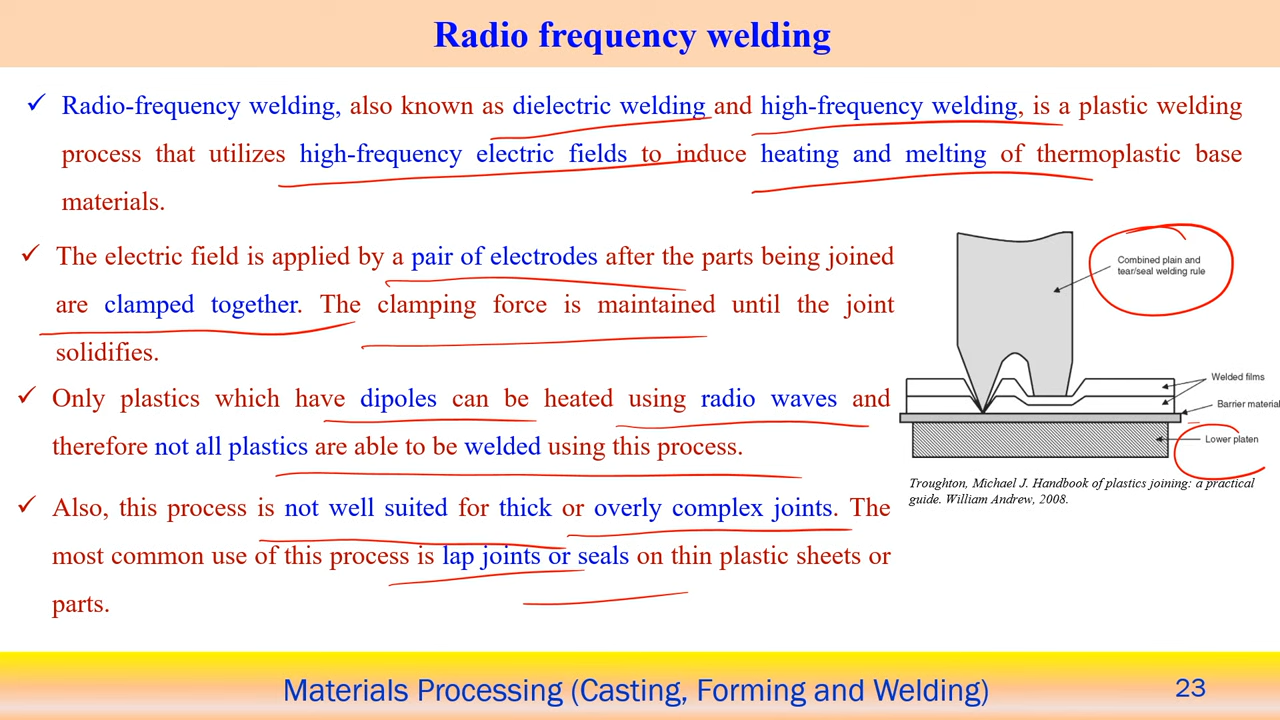 Radio frequency welding
✓ Radio-frequency welding, also known as dielectric welding and high-frequency welding, is a plastic welding
process that utilizes high-frequency electric fields to induce heating and melting of thermoplastic base
materials.
✓ The electric field is applied by a pair of electrodes after the parts being joined
are clamped together. The clamping force is maintained until the joint
solidifies.
✓ Only plastics which have dipoles can be heated using radio waves and
therefore not all plastics are able to be welded using this process.
✓ Also, this process is not well suited for thick or overly complex joints. The
most common use of this process is lap joints or seals on thin plastic sheets or
parts.
Combined plain and
tear/seal welding rule
Welded films
Barrier material
Lower platen
Troughton, Michael J. Handbook of plastics joining: a practical
guide. William Andrew, 2008.
Materials Processing (Casting, Forming and Welding)
23